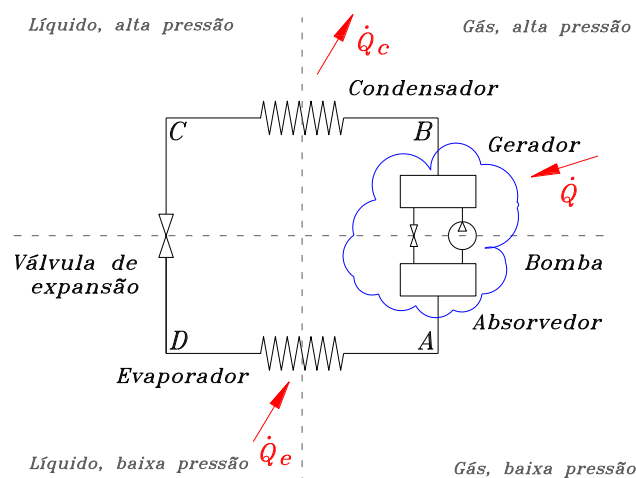 Líquido, alta pressão
Gás, alta pressão
Q̇c
Condensador
C
B
Gerador
Q̇
Válvula de
expansão
Bomba
Absorvedor
D
A
Evaporador
Q̇e
Líquido, baixa pressão
Gás, baixa pressão